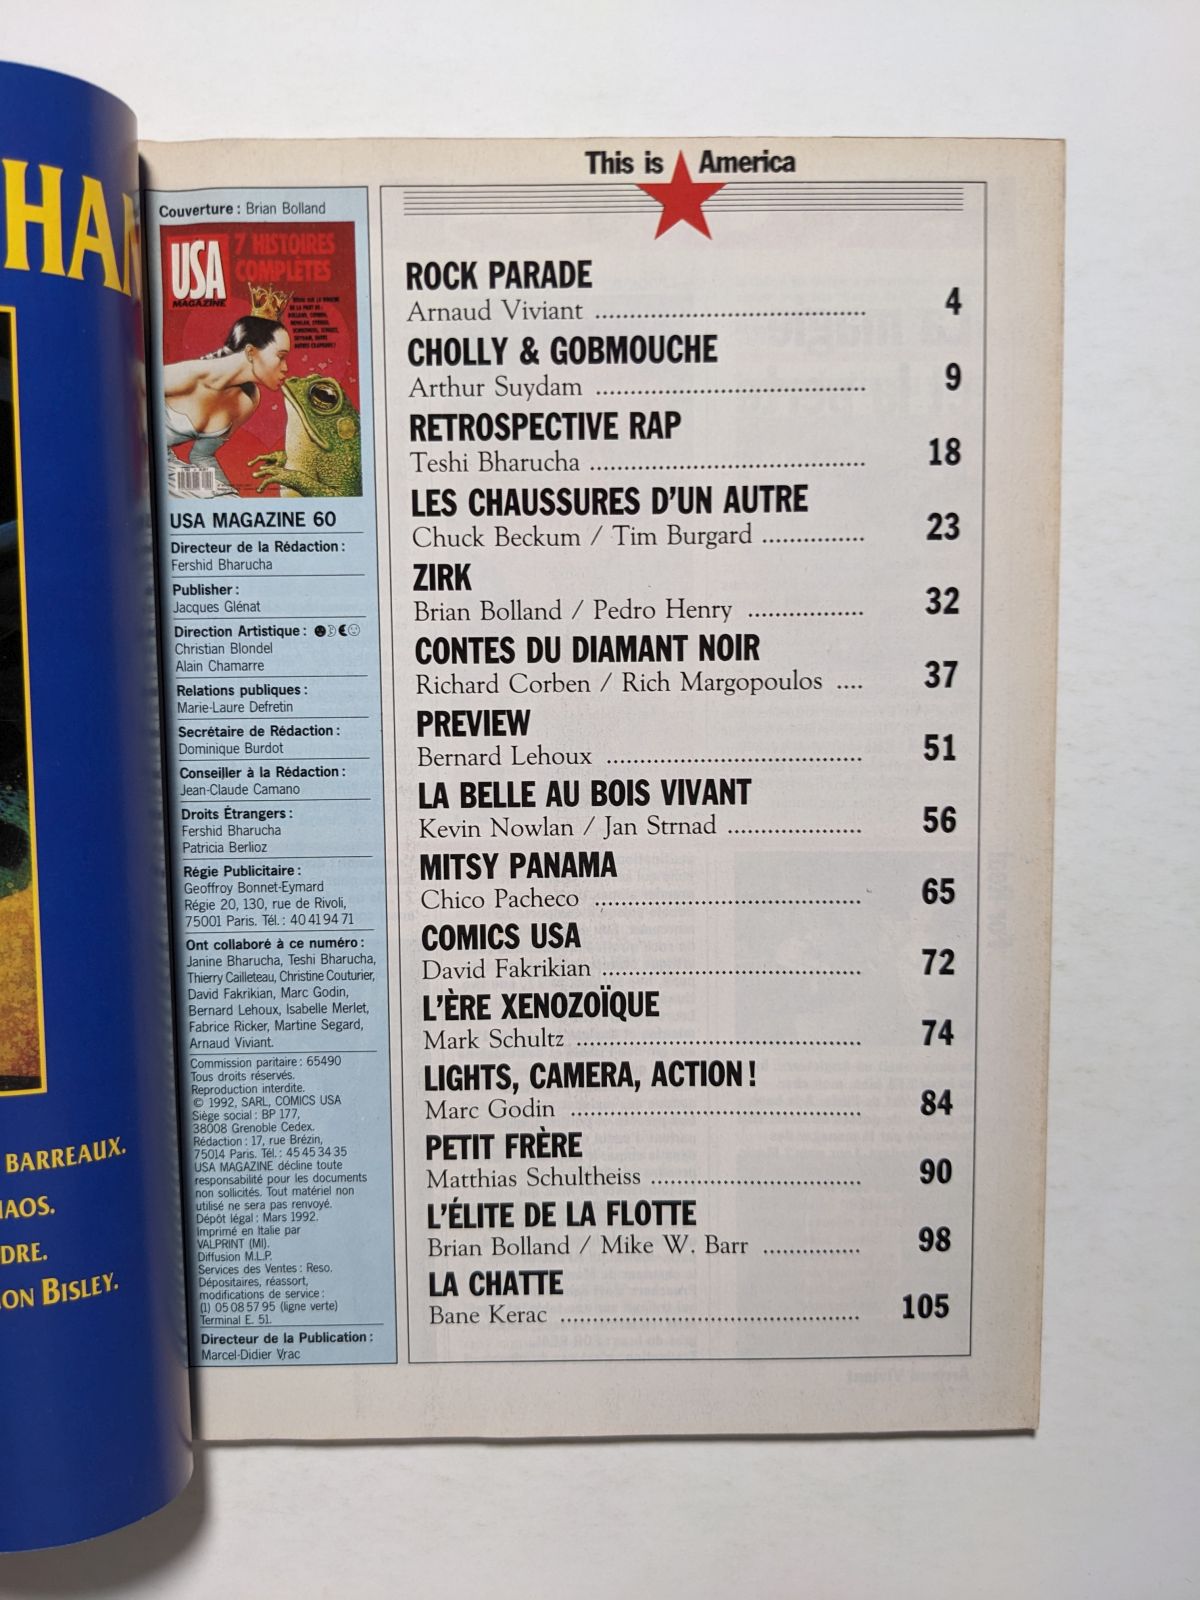 HAN
BARREAUX.
HAOS.
DRE.
ON BISLEY.
This is America
Couverture : Brian Bolland
USA
MAGAZINE
7 HISTOIRES
COMPLÈTES
USA MAGAZINE 60
Directeur de la Rédaction :
Fershid Bharucha
Publisher :
Jacques Glénat
Direction Artistique :
Christian Blondel
Alain Chamarre
Relations publiques :
Marie-Laure Defretin
Secrétaire de Rédaction :
Dominique Burdot
Conseiller à la Rédaction :
Jean-Claude Camano
Droits Étrangers :
Fershid Bharucha
Patricia Berlioz
Régie Publicitaire :
Geoffroy Bonnet-Eymard
Régie 20, 130, rue de Rivoli,
75001 Paris. Tél. : 40 41 94 71
Ont collaboré à ce numéro :
Janine Bharucha, Teshi Bharucha,
Thierry Cailleteau, Christine Couturier,
David Fakrikian, Marc Godin,
Bernard Lehoux, Isabelle Merlet,
Fabrice Ricker, Martine Segard,
Arnaud Viviant.
Commission paritaire : 65490
Tous droits réservés.
Reproduction interdite.
© 1992, SARL, COMICS USA
Siège social : BP 177,
38008 Grenoble Cedex.
Rédaction : 17, rue Brézin,
75014 Paris. Tél. : 45 45 34 35
USA MAGAZINE décline toute
responsabilité pour les documents
non sollicités. Tout matériel non
utilisé ne sera pas renvoyé.
Dépôt légal : Mars 1992.
Imprimé en Italie par
VALPRINT (MI).
Diffusion M.L.P.
Services des Ventes : Reso.
Dépositaires, réassort,
modifications de service :
(1) 05 08 57 95 (ligne verte)
Terminal E. 51.
Directeur de la Publication :
Marcel-Didier Vrac
ROCK PARADE
Arnaud Viviant .................................. 4
CHOLLY & GOBMOUCHE
Arthur Suydam .................................. 9
RETROSPECTIVE RAP
Teshi Bharucha .................................. 18
LES CHAUSSURES D'UN AUTRE
Chuck Beckum / Tim Burgard ............... 23
ZIRK
Brian Bolland / Pedro Henry ................. 32
CONTES DU DIAMANT NOIR
Richard Corben / Rich Margopoulos .... 37
PREVIEW
Bernard Lehoux ................................ 51
LA BELLE AU BOIS VIVANT
Kevin Nowlan / Jan Strnad ................... 56
MITSY PANAMA
Chico Pacheco .................................. 65
COMICS USA
David Fakrikian ................................. 72
L'ÈRE XENOZOÏQUE
Mark Schultz .................................... 74
LIGHTS, CAMERA, ACTION !
Marc Godin ..................................... 84
PETIT FRÈRE
Matthias Schultheiss ............................ 90
L'ÉLITE DE LA FLOTTE
Brian Bolland / Mike W. Barr .............. 98
LA CHATTE
Bane Kerac ....................................... 105